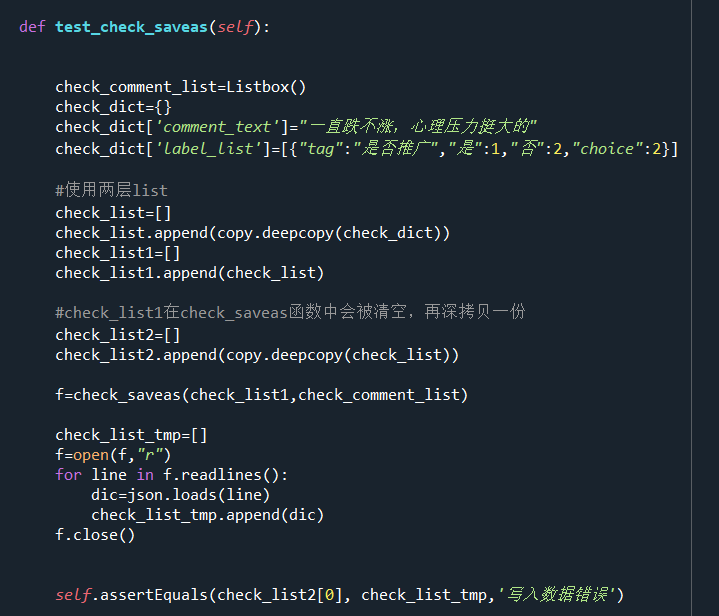 def test_check_saveas(self):
check_comment_list=Listbox()
check_dict={}
check_dict['comment_text']="一直跌不涨，心理压力挺大的"
check_dict['label_list']=[{"tag":"是否推广","是":1,"否":2,"choice":2}]
#使用两层list
check_list=[]
check_list.append(copy.deepcopy(check_dict))
check_list1=[]
check_list1.append(check_list)
#check_list1在check_saveas函数中会被清空，再深拷贝一份
check_list2=[]
check_list2.append(copy.deepcopy(check_list))
f=check_saveas(check_list1,check_comment_list)
check_list_tmp=[]
f=open(f,"r")
for line in f.readlines():
dic=json.loads(line)
check_list_tmp.append(dic)
f.close()
self.assertEquals(check_list2[0], check_list_tmp,'写入数据错误')